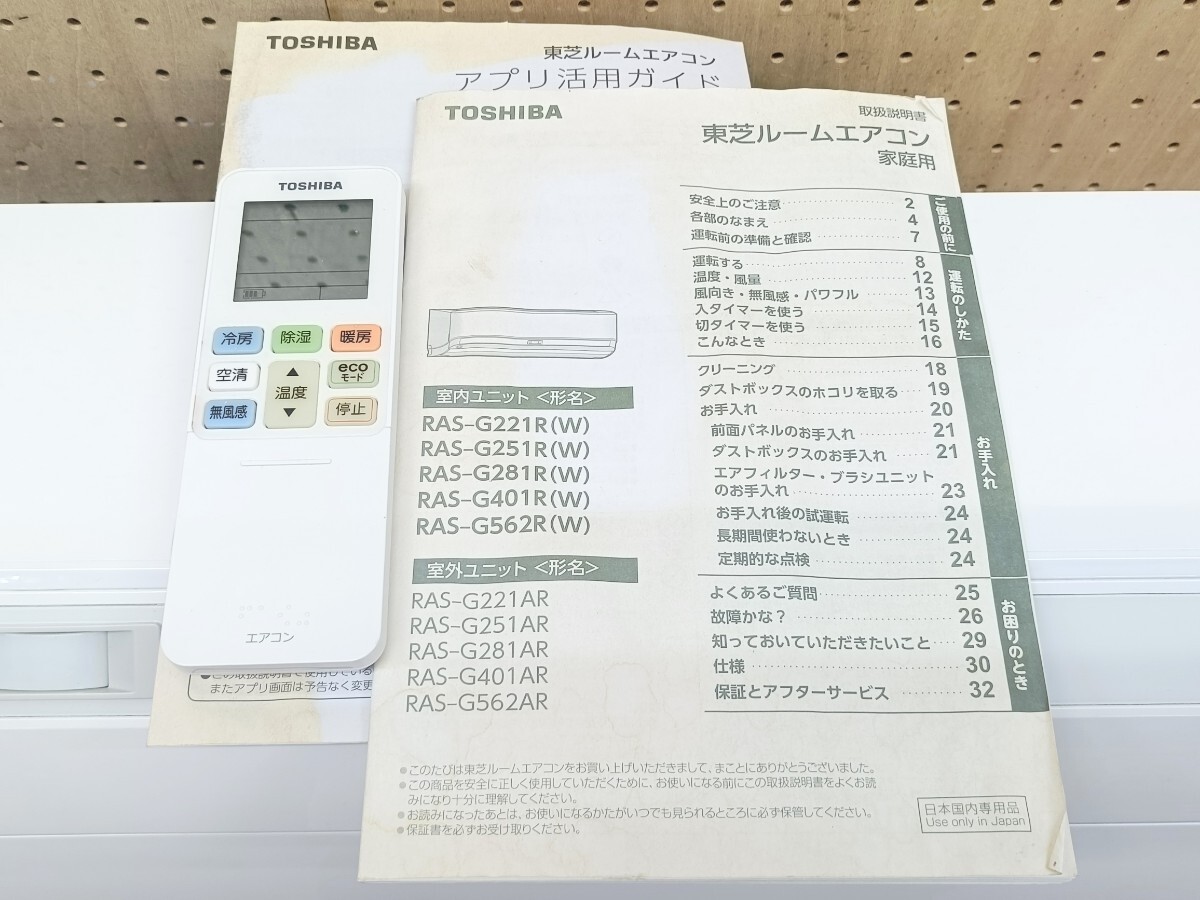 TOSHIBA
東芝ルームエアコン
アプリ活用ガイド
またアプリ画面は予告なく変更
TOSHIBA
冷房 除湿 暖房
空清 ▲ 温度 ▼ eco モード
無風感 停止
エアコン
TOSHIBA
取扱説明書
東芝ルームエアコン
家庭用
ご使用の前に
安全上のご注意 2
各部のなまえ 4
運転前の準備と確認 7
運転のしかた
運転する 8
温度・風量 12
風向き・無風感・パワフル 13
入タイマーを使う 14
切タイマーを使う 15
こんなとき 16
お手入れ
クリーニング 18
ダストボックスのホコリを取る 19
お手入れ 20
前面パネルのお手入れ 21
ダストボックスのお手入れ 21
エアフィルター・ブラシユニット
のお手入れ 23
お手入れ後の試運転 24
長期間使わないとき 24
定期的な点検 24
お困りのとき
よくあるご質問 25
故障かな? 26
知っておいていただきたいこと 29
仕様 30
保証とアフターサービス 32
室内ユニット <形名>
RAS-G221R(W)
RAS-G251R(W)
RAS-G281R(W)
RAS-G401R(W)
RAS-G562R(W)
室外ユニット <形名>
RAS-G221AR
RAS-G251AR
RAS-G281AR
RAS-G401AR
RAS-G562AR
●このたびは東芝ルームエアコンをお買い上げいただきまして、まことにありがとうございました。
●この商品を安全に正しく使用していただくために、お使いになる前にこの取扱説明書をよくお読
みになり十分に理解してください。
●お読みになったあとは、お使いになるかたがいつでも見られるところに必ず保管してください。
●保証書を必ずお受け取りください。
日本国内専用品
Use only in Japan